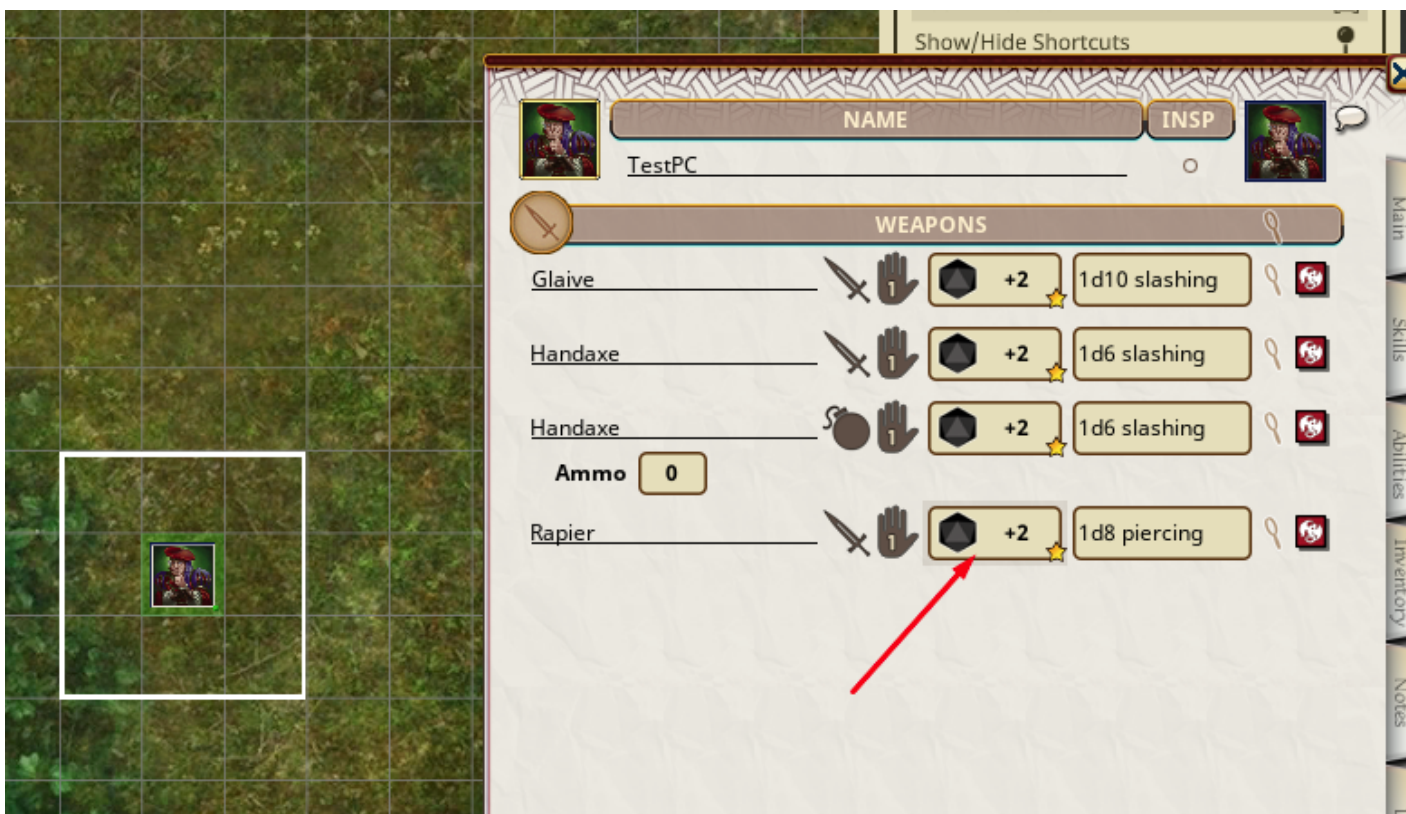 Show/Hide Shortcuts
NAME
INSP
TestPC
WEAPONS
Glaive 1 +2 1d10 slashing
Handaxe 1 +2 1d6 slashing
Handaxe 1 +2 1d6 slashing
Ammo 0
Rapier 1 +2 1d8 piercing
Main
Skills
Abilities
Inventory
Notes